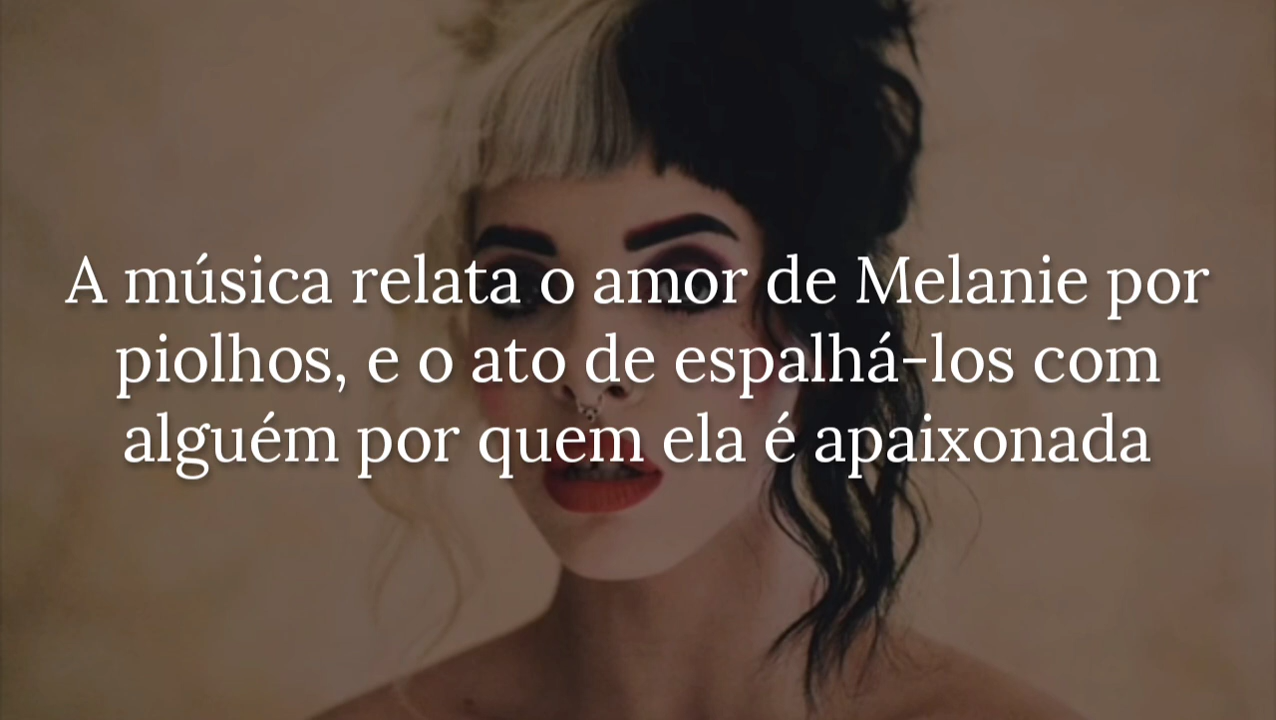 A música relata o amor de Melanie por
piolhos, e o ato de espalhá-los com
alguém por quem ela é apaixonada